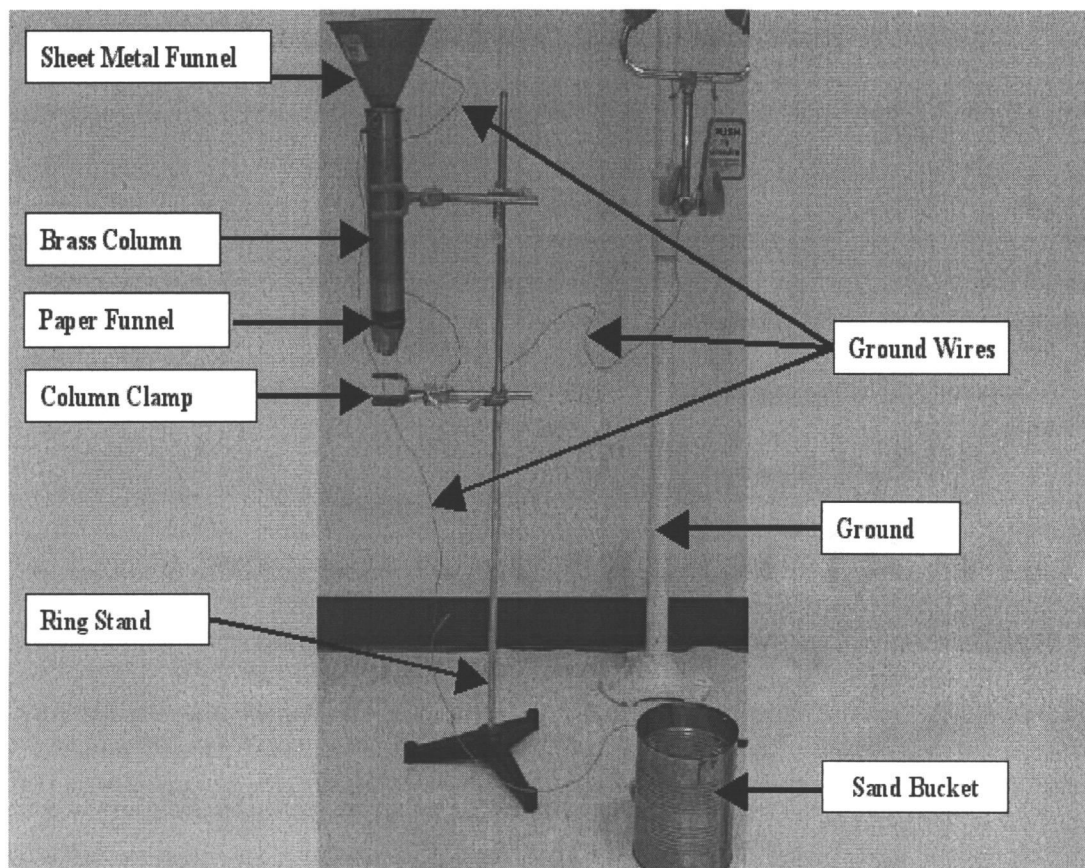 Sheet Metal Funnel
Brass Column
Paper Funnel
Column Clamp
Ring Stand
PUSH
Ground Wires
Ground
Sand Bucket